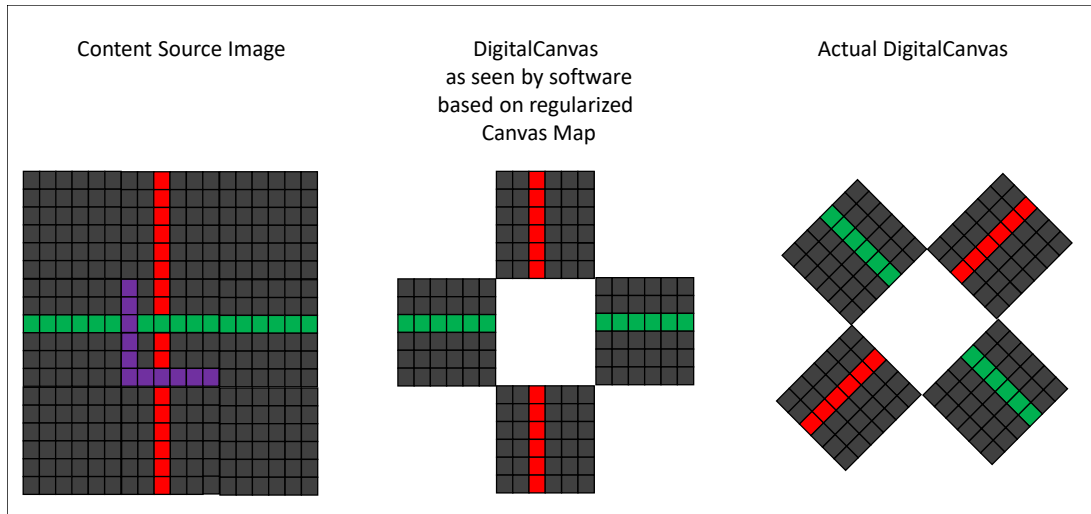 Content Source Image
DigitalCanvas
as seen by software
based on regularized
Canvas Map
Actual DigitalCanvas